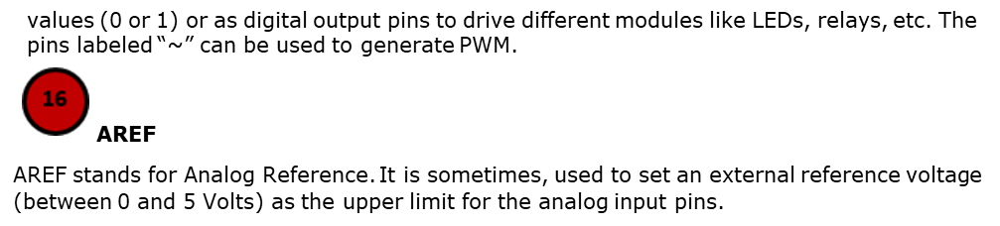 values (0 or 1) or as digital output pins to drive different modules like LEDs, relays, etc. The
pins labeled “~” can be used to generate PWM.
16
AREF
AREF stands for Analog Reference. It is sometimes, used to set an external reference voltage
(between 0 and 5 Volts) as the upper limit for the analog input pins.